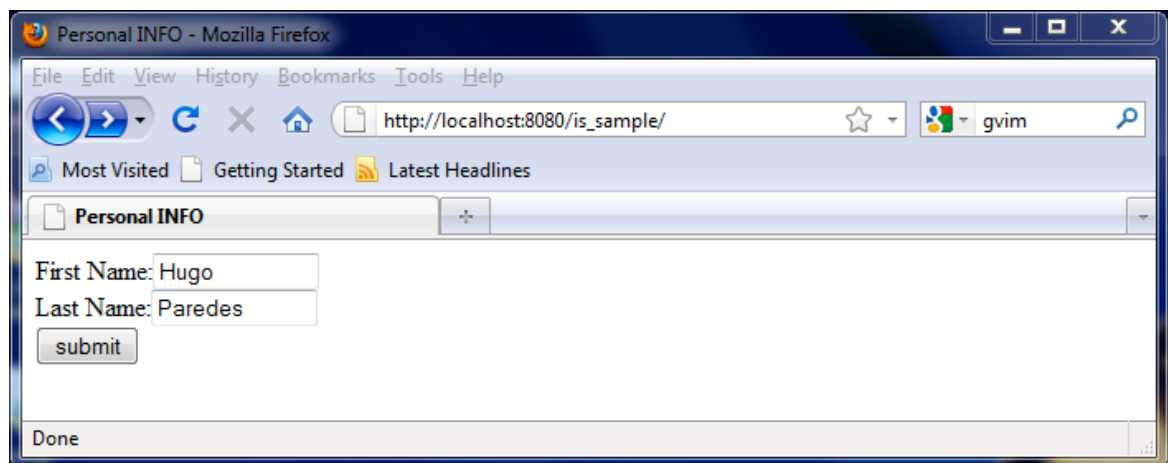 Personal INFO - Mozilla Firefox
File Edit View History Bookmarks Tools Help
http://localhost:8080/is_sample/ gvim
Most Visited Getting Started Latest Headlines
Personal INFO
First Name: Hugo
Last Name: Paredes
submit
Done